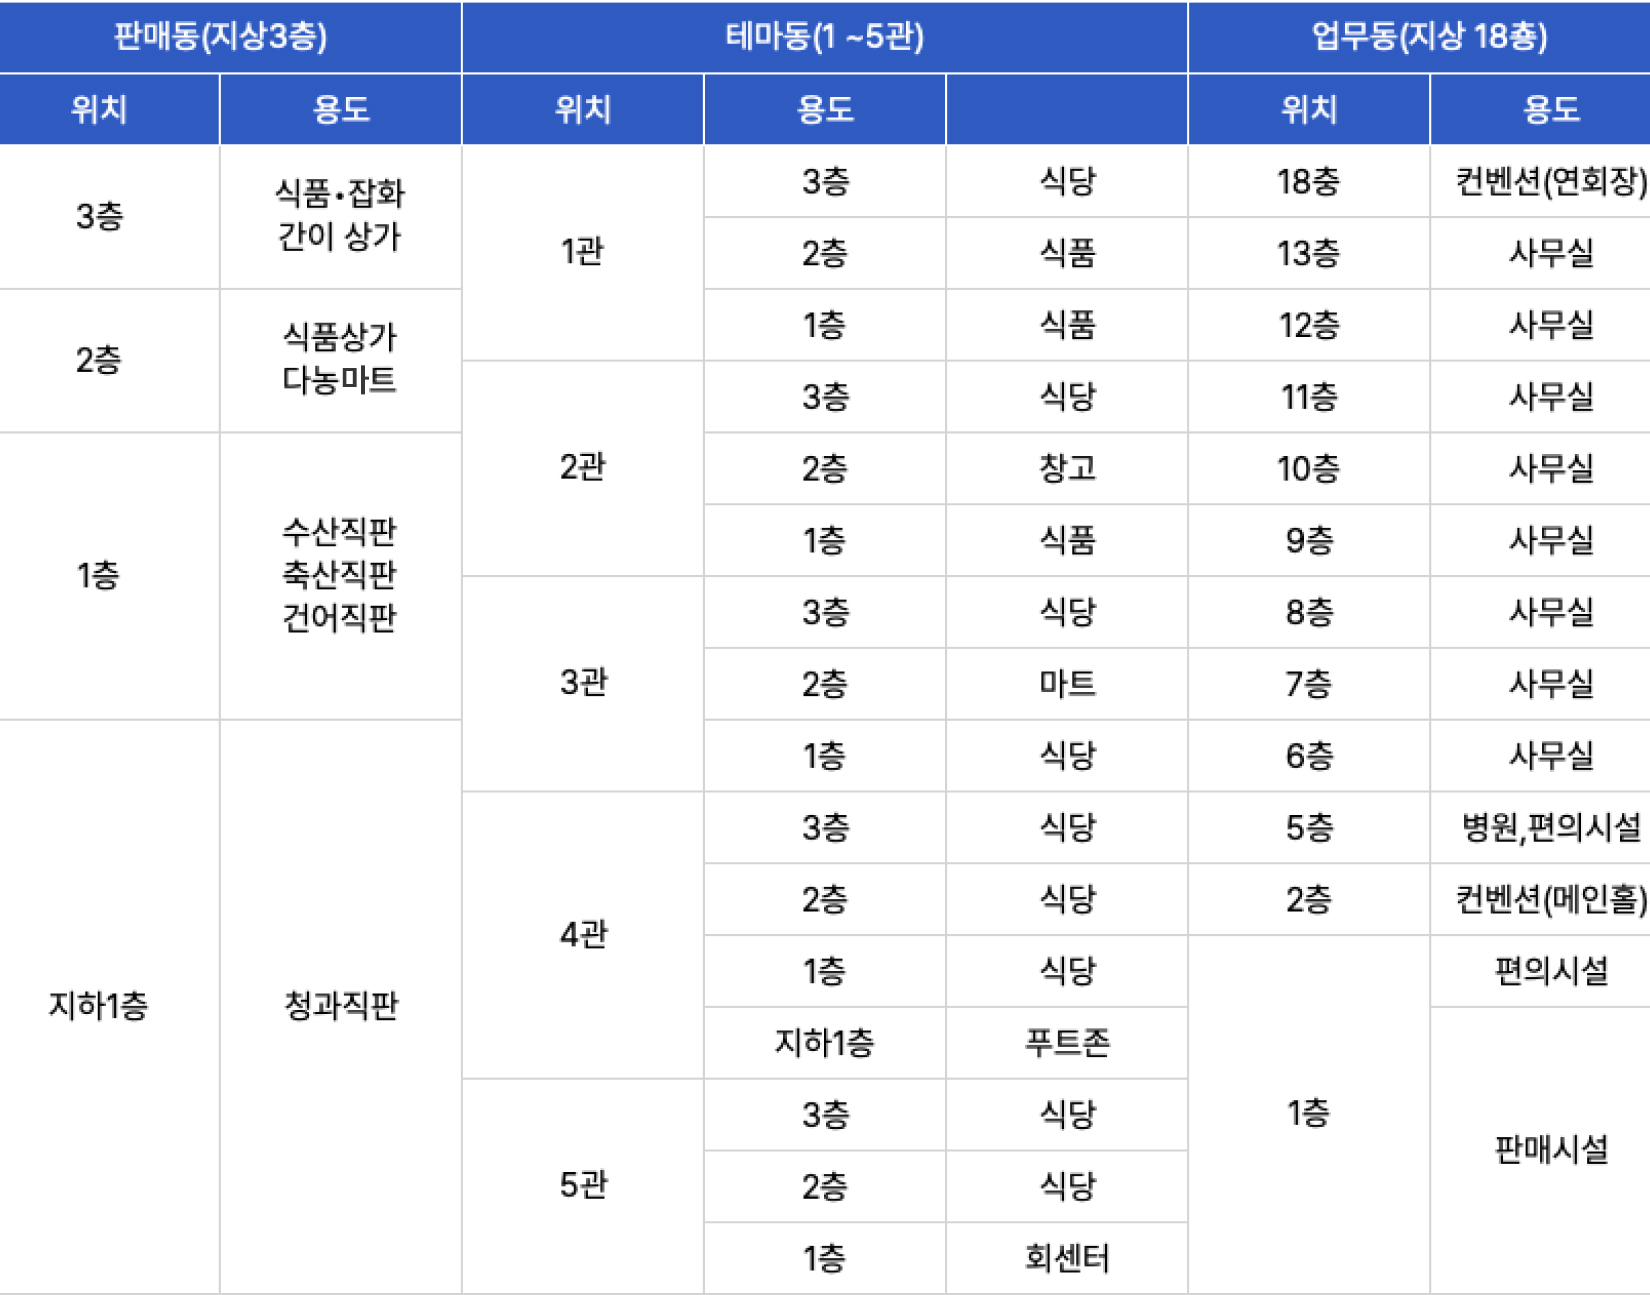 판매동(지상3층) 테마동(1 ~5관) 업무동(지상 18춍)
위치 용도 위치 용도 위치 용도
3층 식품·잡화 간이 상가
2층 식품상가 다농마트
1층 수산직판 축산직판 건어직판
지하1층 청과직판
1관 3층 식당
2층 식품
1층 식품
2관 3층 식당
2층 창고
1층 식품
3관 3층 식당
2층 마트
1층 식당
4관 3층 식당
2층 식당
1층 식당
지하1층 푸트존
5관 3층 식당
2층 식당
1층 회센터
18충 컨벤션(연회장)
13층 사무실
12층 사무실
11층 사무실
10층 사무실
9층 사무실
8층 사무실
7층 사무실
6층 사무실
5층 병원,편의시설
2층 컨벤션(메인홀)
1층 편의시설
판매시설